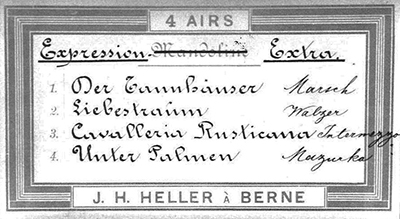 4 AIRS
Expression-Mandoline Extra.
1. Der Tannhäuser Marsch
2. Liebestraum Walzer
3. Cavalleria Rusticana Intermezzo
4. Unter Palmen Mazurka
J. H. HELLER À BERNE